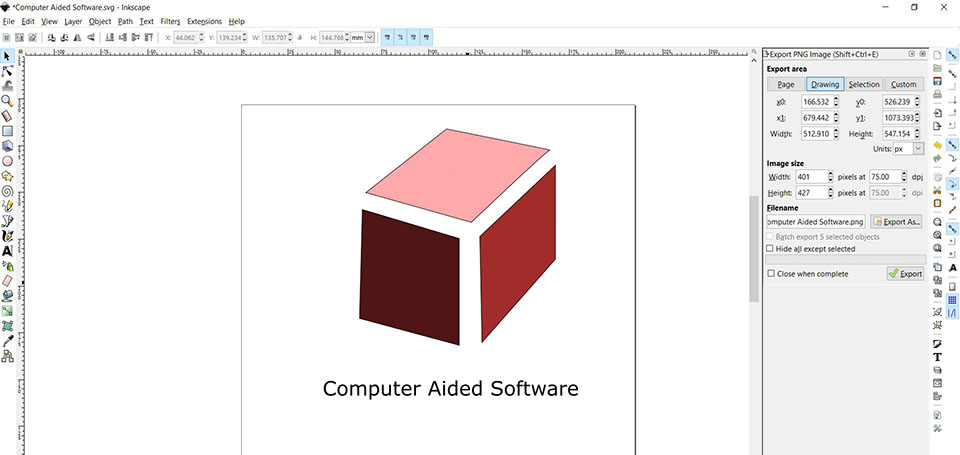 *Computer Aided Software.svg - Inkscape
File Edit View Layer Object Path Text Filters Extensions Help
X: 44.062 Y: 139.234 W: 135.707 H: 144.768 mm
Export PNG Image (Shift+Ctrl+E)
Export area
Page Drawing Selection Custom
x0: 166.532 y0: 526.239
x1: 679.442 y1: 1073.393
Width: 512.910 Height: 547.154
Units: px
Image size
Width: 401 pixels at 75.00 dpi
Height: 427 pixels at 75.00 dpi
Filename
omputer Aided Software.png Export As...
Batch export 5 selected objects
Hide all except selected
Close when complete Export
Computer Aided Software